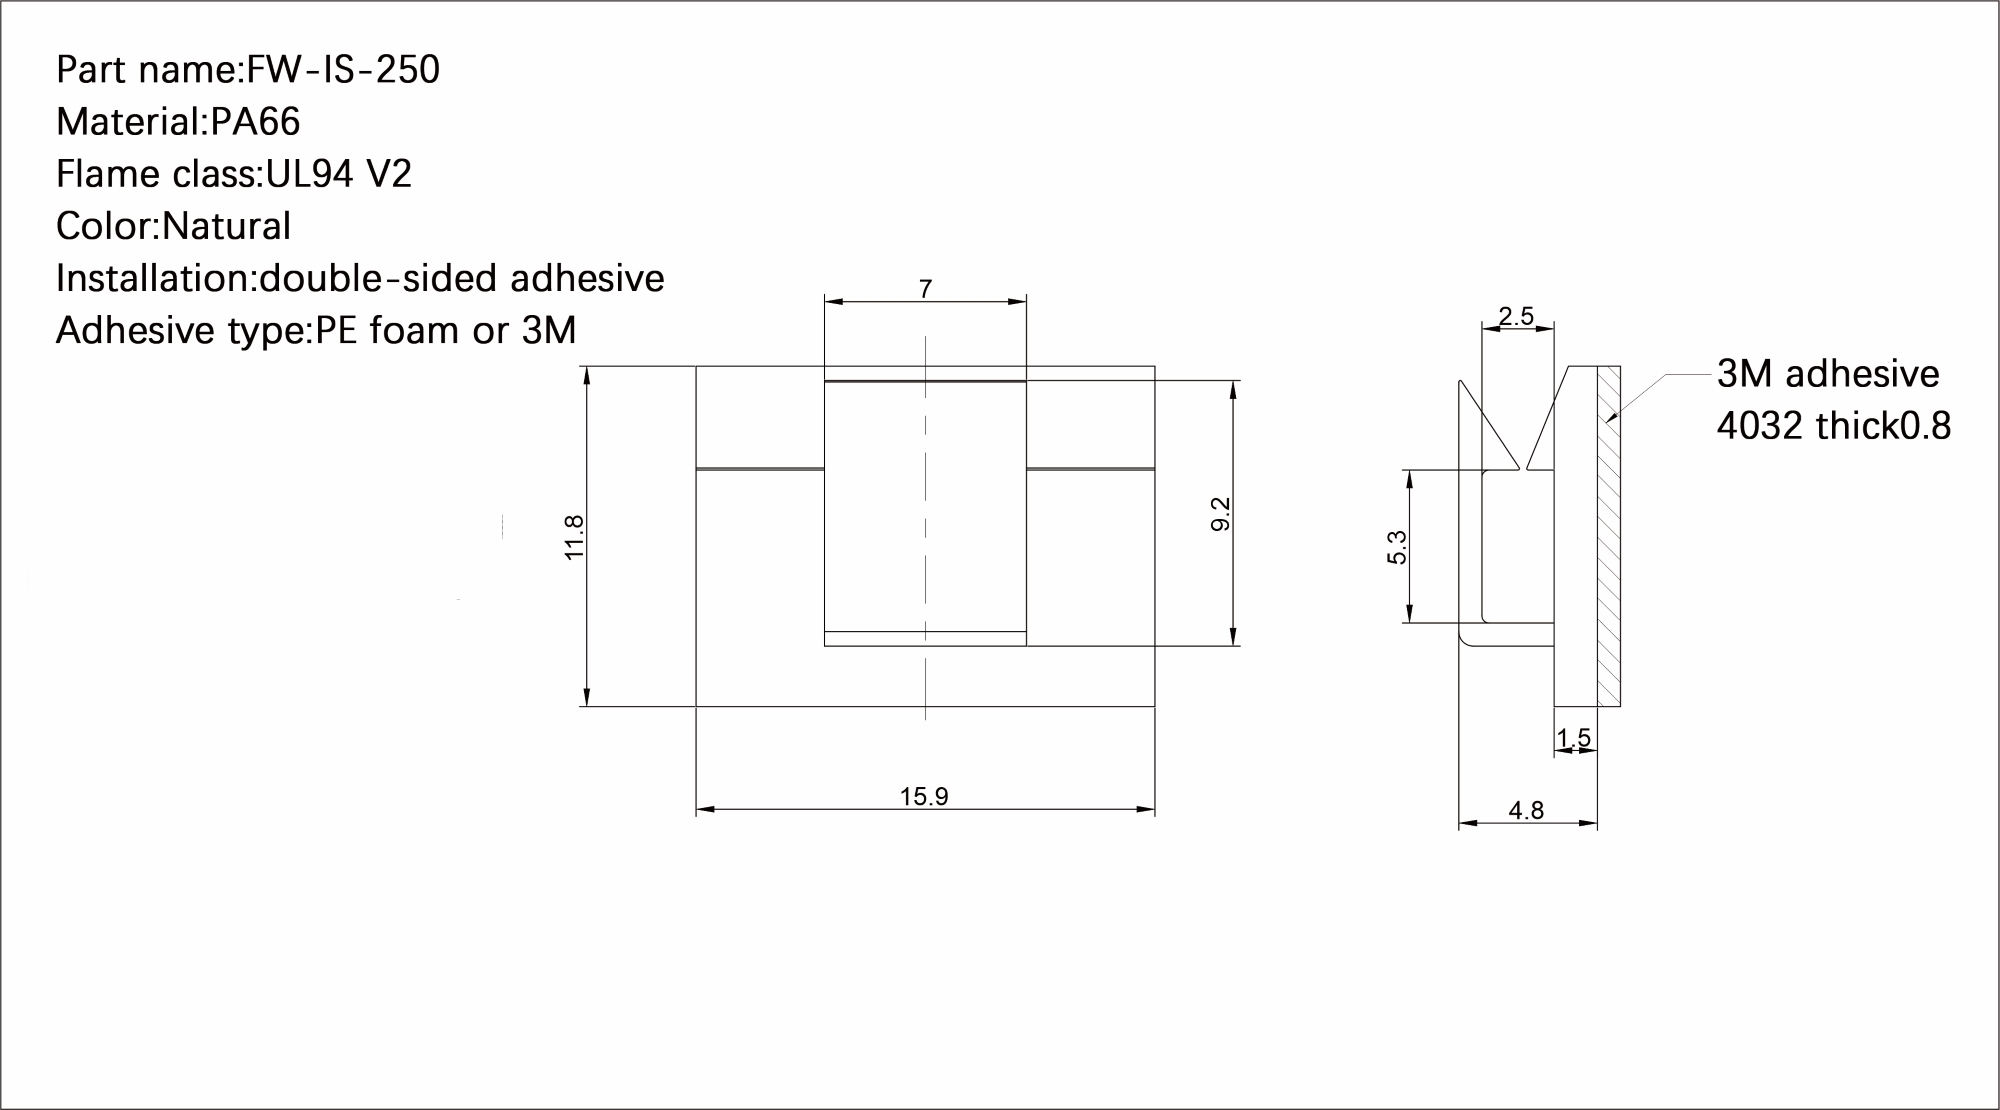 Part name:FW-IS-250
Material:PA66
Flame class:UL94 V2
Color:Natural
Installation:double-sided adhesive
Adhesive type:PE foam or 3M
7
2.5
3M adhesive
4032 thick0.8
11.8
9.2
5.3
1.5
15.9
4.8